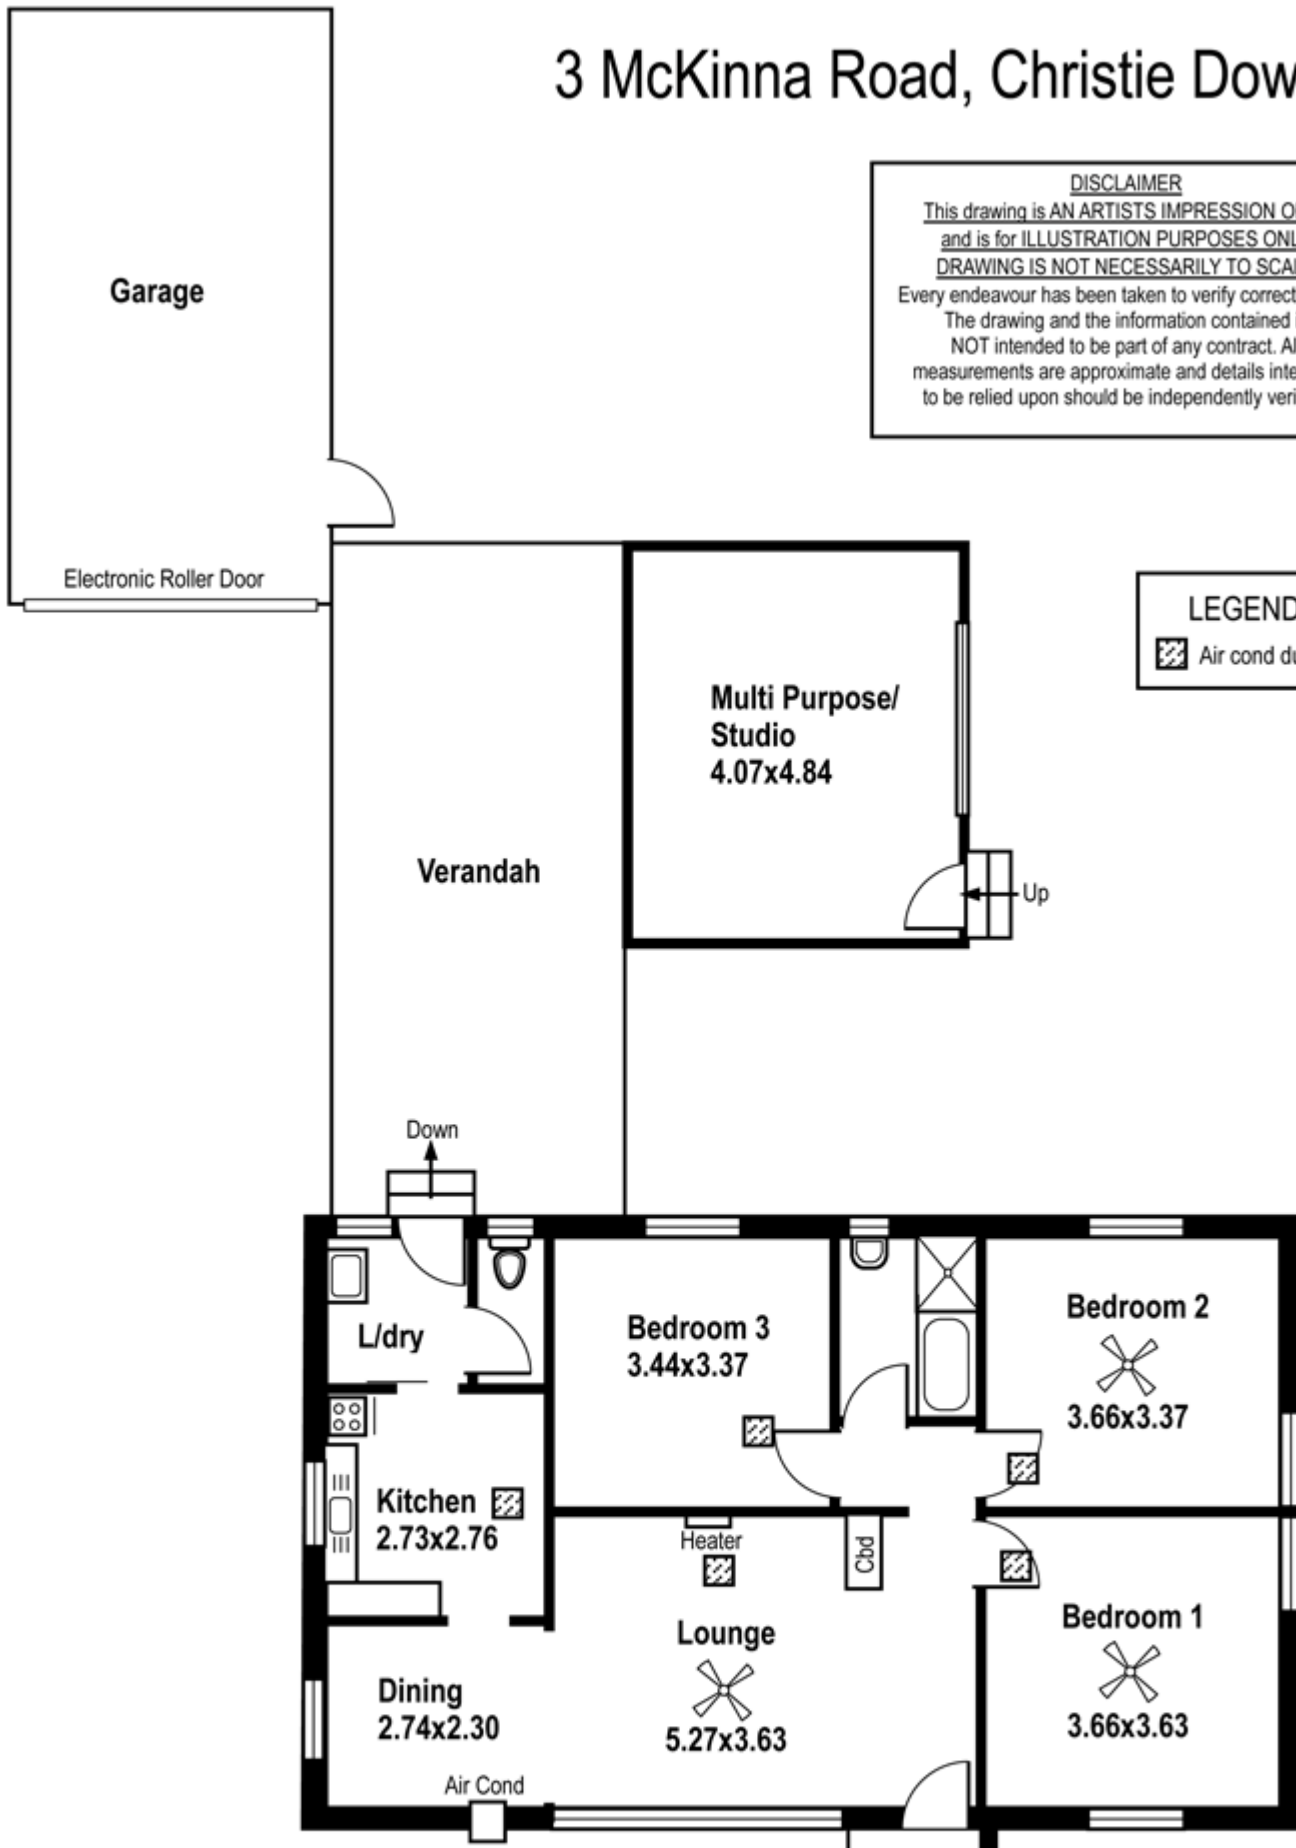 3 McKinna Road, Christie Dow
DISCLAIMER
This drawing is AN ARTISTS IMPRESSION
and is for ILLUSTRATION PURPOSES
DRAWING IS NOT NECESSARILY TO
Every endeavour has been taken to verify
The drawing and the information contained
NOT intended to be part of any contract.
measurements are approximate and details
to be relied upon should be independently
Garage
Electronic Roller Door
LEGEND
Air cond
Multi Purpose/
Studio
4.07x4.84
Up
Verandah
Down
L/dry
Bedroom 3
3.44x3.37
Bedroom 2
3.66x3.37
Kitchen
2.73x2.76
Heater
Cbd
Lounge
5.27x3.63
Bedroom 1
3.66x3.63
Dining
2.74x2.30
Air Cond